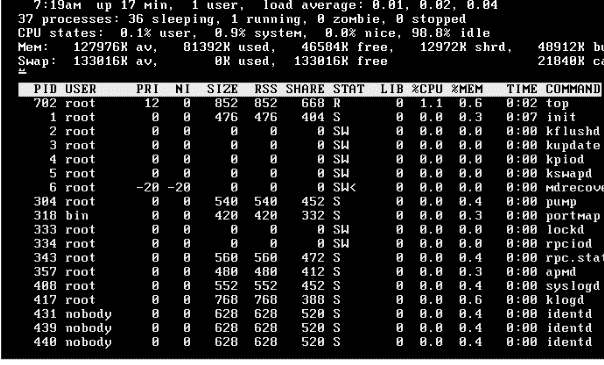 7:19am up 17 min, 1 user, load average: 0.01, 0.02, 0.04
37 processes: 36 sleeping, 1 running, 0 zombie, 0 stopped
CPU states: 0.1% user, 0.9% system, 0.0% nice, 98.8% idle
Mem: 127976K av, 81392K used, 46584K free, 12972K shrd, 48912K bu
Swap: 133016K av, 0K used, 133016K free 21840K ca
PID USER PRI NI SIZE RSS SHARE STAT LIB %CPU %MEM TIME COMMAND
702 root 12 0 852 852 668 R 0 1.1 0.6 0:02 top
1 root 0 0 476 476 404 S 0 0.0 0.3 0:07 init
2 root 0 0 0 0 0 SW 0 0.0 0.0 0:00 kflushd
3 root 0 0 0 0 0 SW 0 0.0 0.0 0:00 kupdate
4 root 0 0 0 0 0 SW 0 0.0 0.0 0:00 kpiod
5 root 0 0 0 0 0 SW 0 0.0 0.0 0:00 kswapd
6 root -20 -20 0 0 0 SW< 0 0.0 0.0 0:00 mdrecove
304 root 0 0 540 540 452 S 0 0.0 0.4 0:00 pump
318 bin 0 0 420 420 332 S 0 0.0 0.3 0:00 portmap
333 root 0 0 0 0 0 SW 0 0.0 0.0 0:00 lockd
334 root 0 0 0 0 0 SW 0 0.0 0.0 0:00 rpciod
343 root 0 0 560 560 472 S 0 0.0 0.4 0:00 rpc.stat
357 root 0 0 480 480 412 S 0 0.0 0.3 0:00 apmd
408 root 0 0 552 552 452 S 0 0.0 0.4 0:00 syslogd
417 root 0 0 768 768 388 S 0 0.0 0.6 0:00 klogd
431 nobody 0 0 628 628 520 S 0 0.0 0.4 0:00 identd
439 nobody 0 0 628 628 520 S 0 0.0 0.4 0:00 identd
440 nobody 0 0 628 628 520 S 0 0.0 0.4 0:00 identd